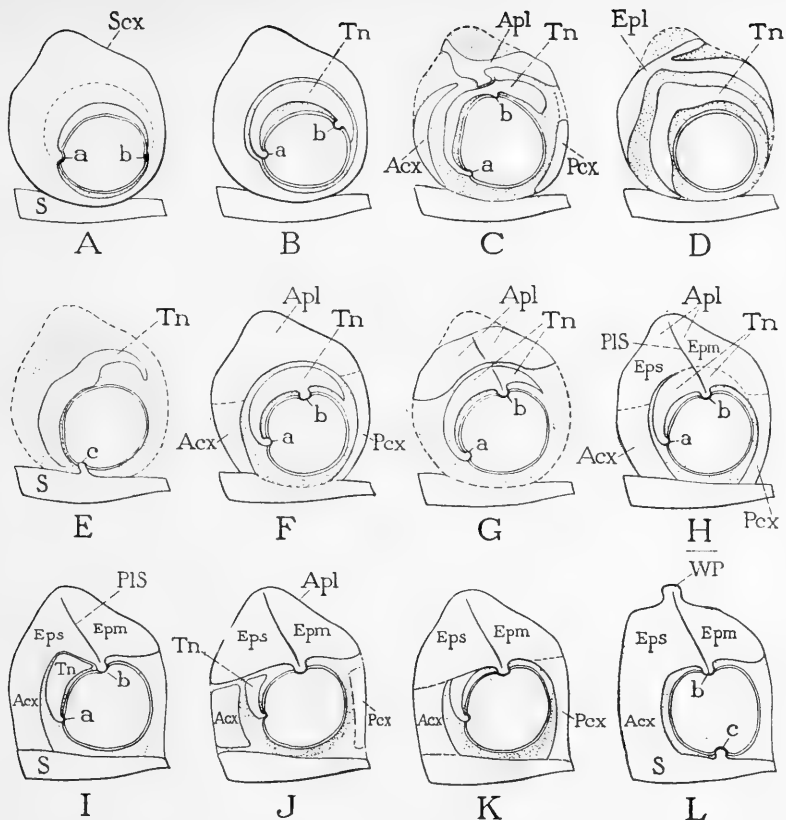 Scx
Tn
Apl
Tn
Epl
Tn
a
b
a
b
b
a
Acx
Pcx
S
A
B
C
D
Tn
Apl
Tn
Apl
Tn
Apl
Tn
PlS
Epm
Eps
c
S
Acx
a
b
Pcx
a
b
a
b
Acx
Pcx
E
F
G
H
PlS
Apl
WP
Eps
Epm
Tn
Eps
Epm
Eps
Epm
Eps
Epm
Tn
b
b
Acx
a
Acx
Pcx
Acx
Pcx
Acx
c
S
S
I
J
K
L